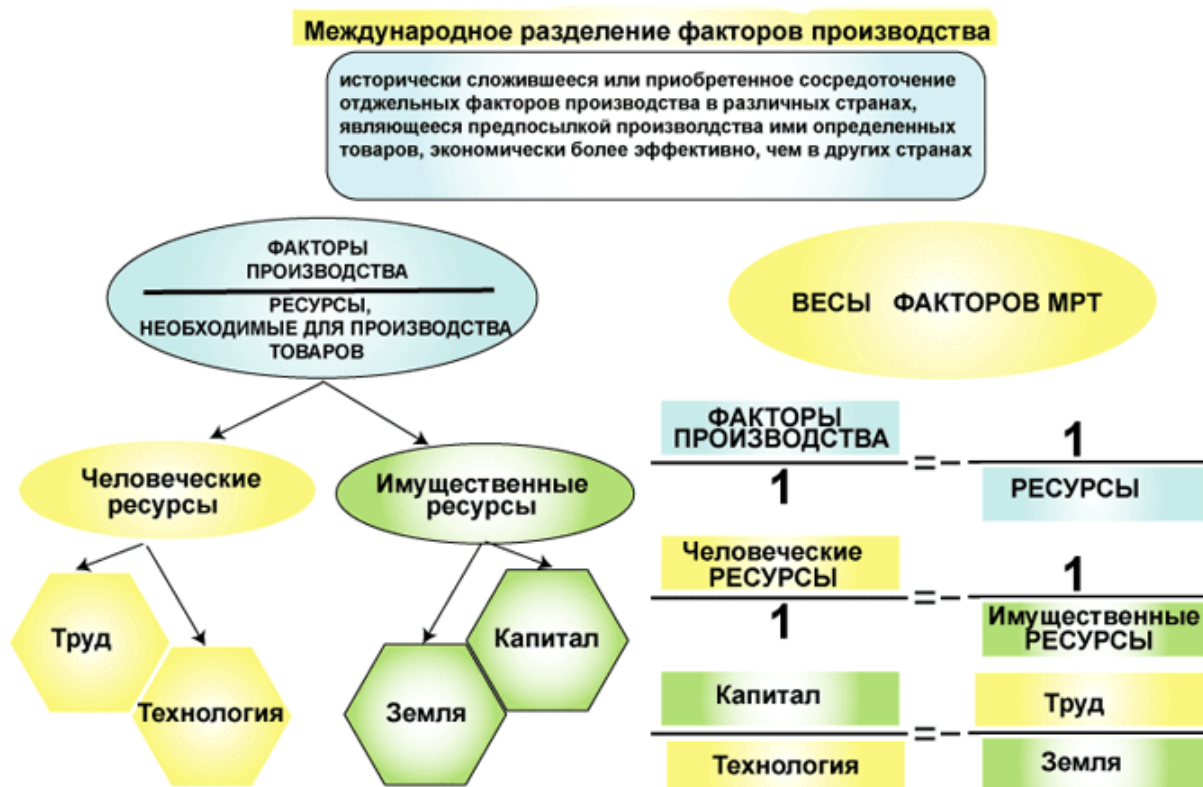 Международное разделение факторов производства
исторически сложившееся или приобретенное сосредоточение
отджельных факторов производства в различных странах,
являющееся предпосылкой произволдства ими определенных
товаров, экономически более эффективно, чем в других странах
ФАКТОРЫ
ПРОИЗВОДСТВА
РЕСУРСЫ,
НЕОБХОДИМЫЕ ДЛЯ ПРОИЗВОДСТВА
ТОВАРОВ
Человеческие
ресурсы
Имущественные
ресурсы
Труд
Технология
Земля
Капитал
ВЕСЫ ФАКТОРОВ МРТ
ФАКТОРЫ
ПРОИЗВОДСТВА
1
=-
1
РЕСУРСЫ
Человеческие
РЕСУРСЫ
1
=-
1
Имущественные
РЕСУРСЫ
Капитал
Технология
=-
Труд
Земля